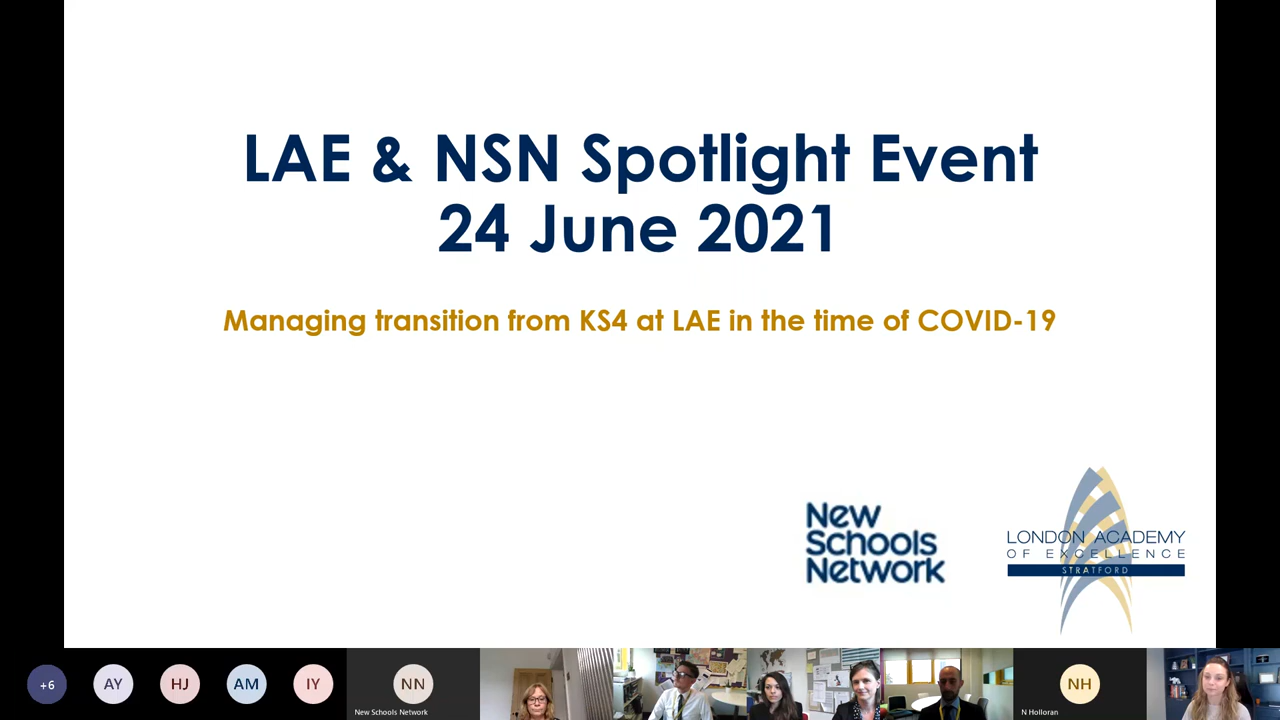 LAE & NSN Spotlight Event
24 June 2021
Managing transition from KS4 at LAE in the time of COVID-19
New
Schools
Network
LONDON ACADEMY
OF EXCELLENCE
STRATFORD
+6
AY
HJ
AM
IY
NN
New Schools Network
NH
N Holloran